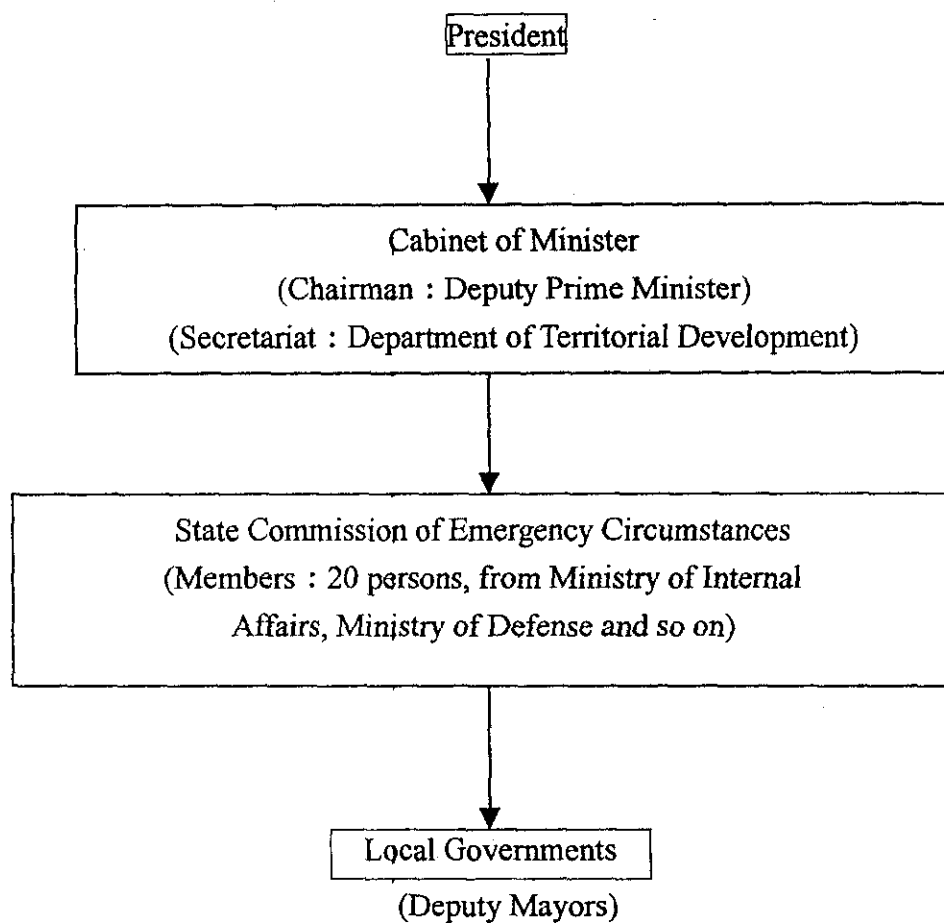 President
Cabinet of Minister
(Chairman : Deputy Prime Minister)
(Secretariat : Department of Territorial Development)
State Commission of Emergency Circumstances
(Members : 20 persons, from Ministry of Internal
Affairs, Ministry of Defense and so on)
Local Governments
(Deputy Mayors)